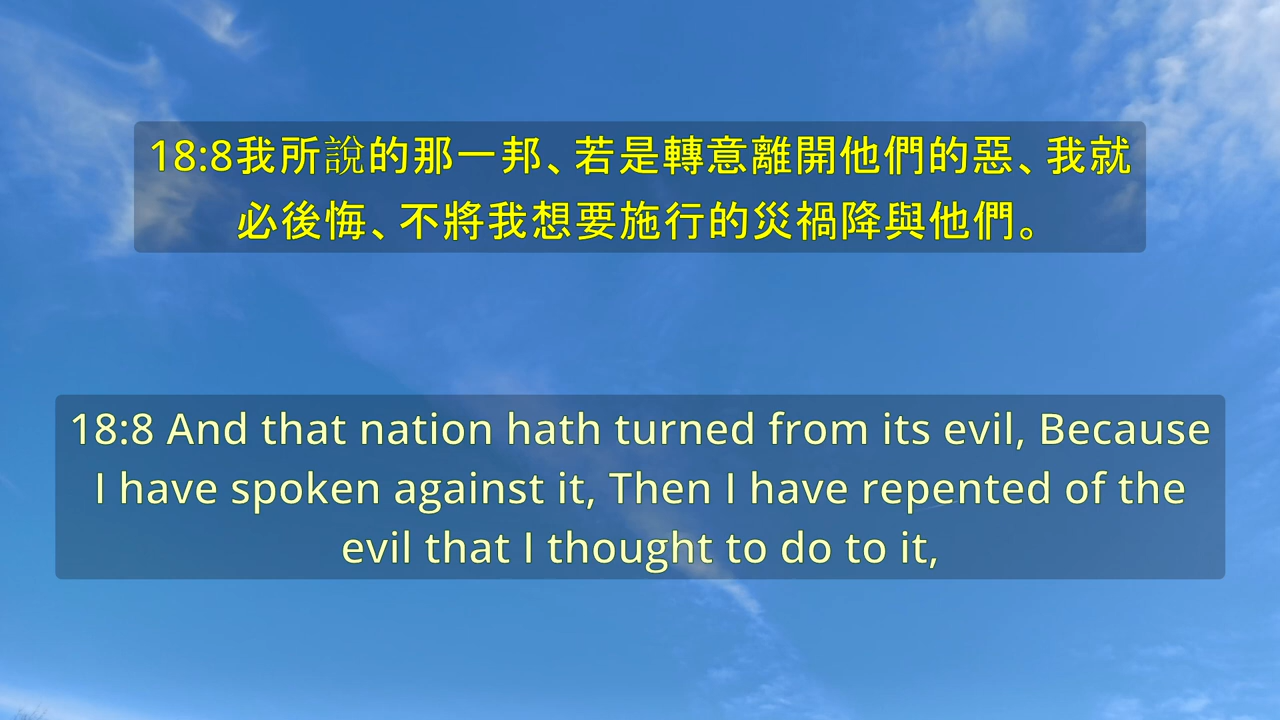 18:8我所說的那一邦、若是轉意離開他們的惡、我就
必後悔、不將我想要施行的災禍降與他們。
18:8 And that nation hath turned from its evil, Because
I have spoken against it, Then I have repented of the
evil that I thought to do to it,